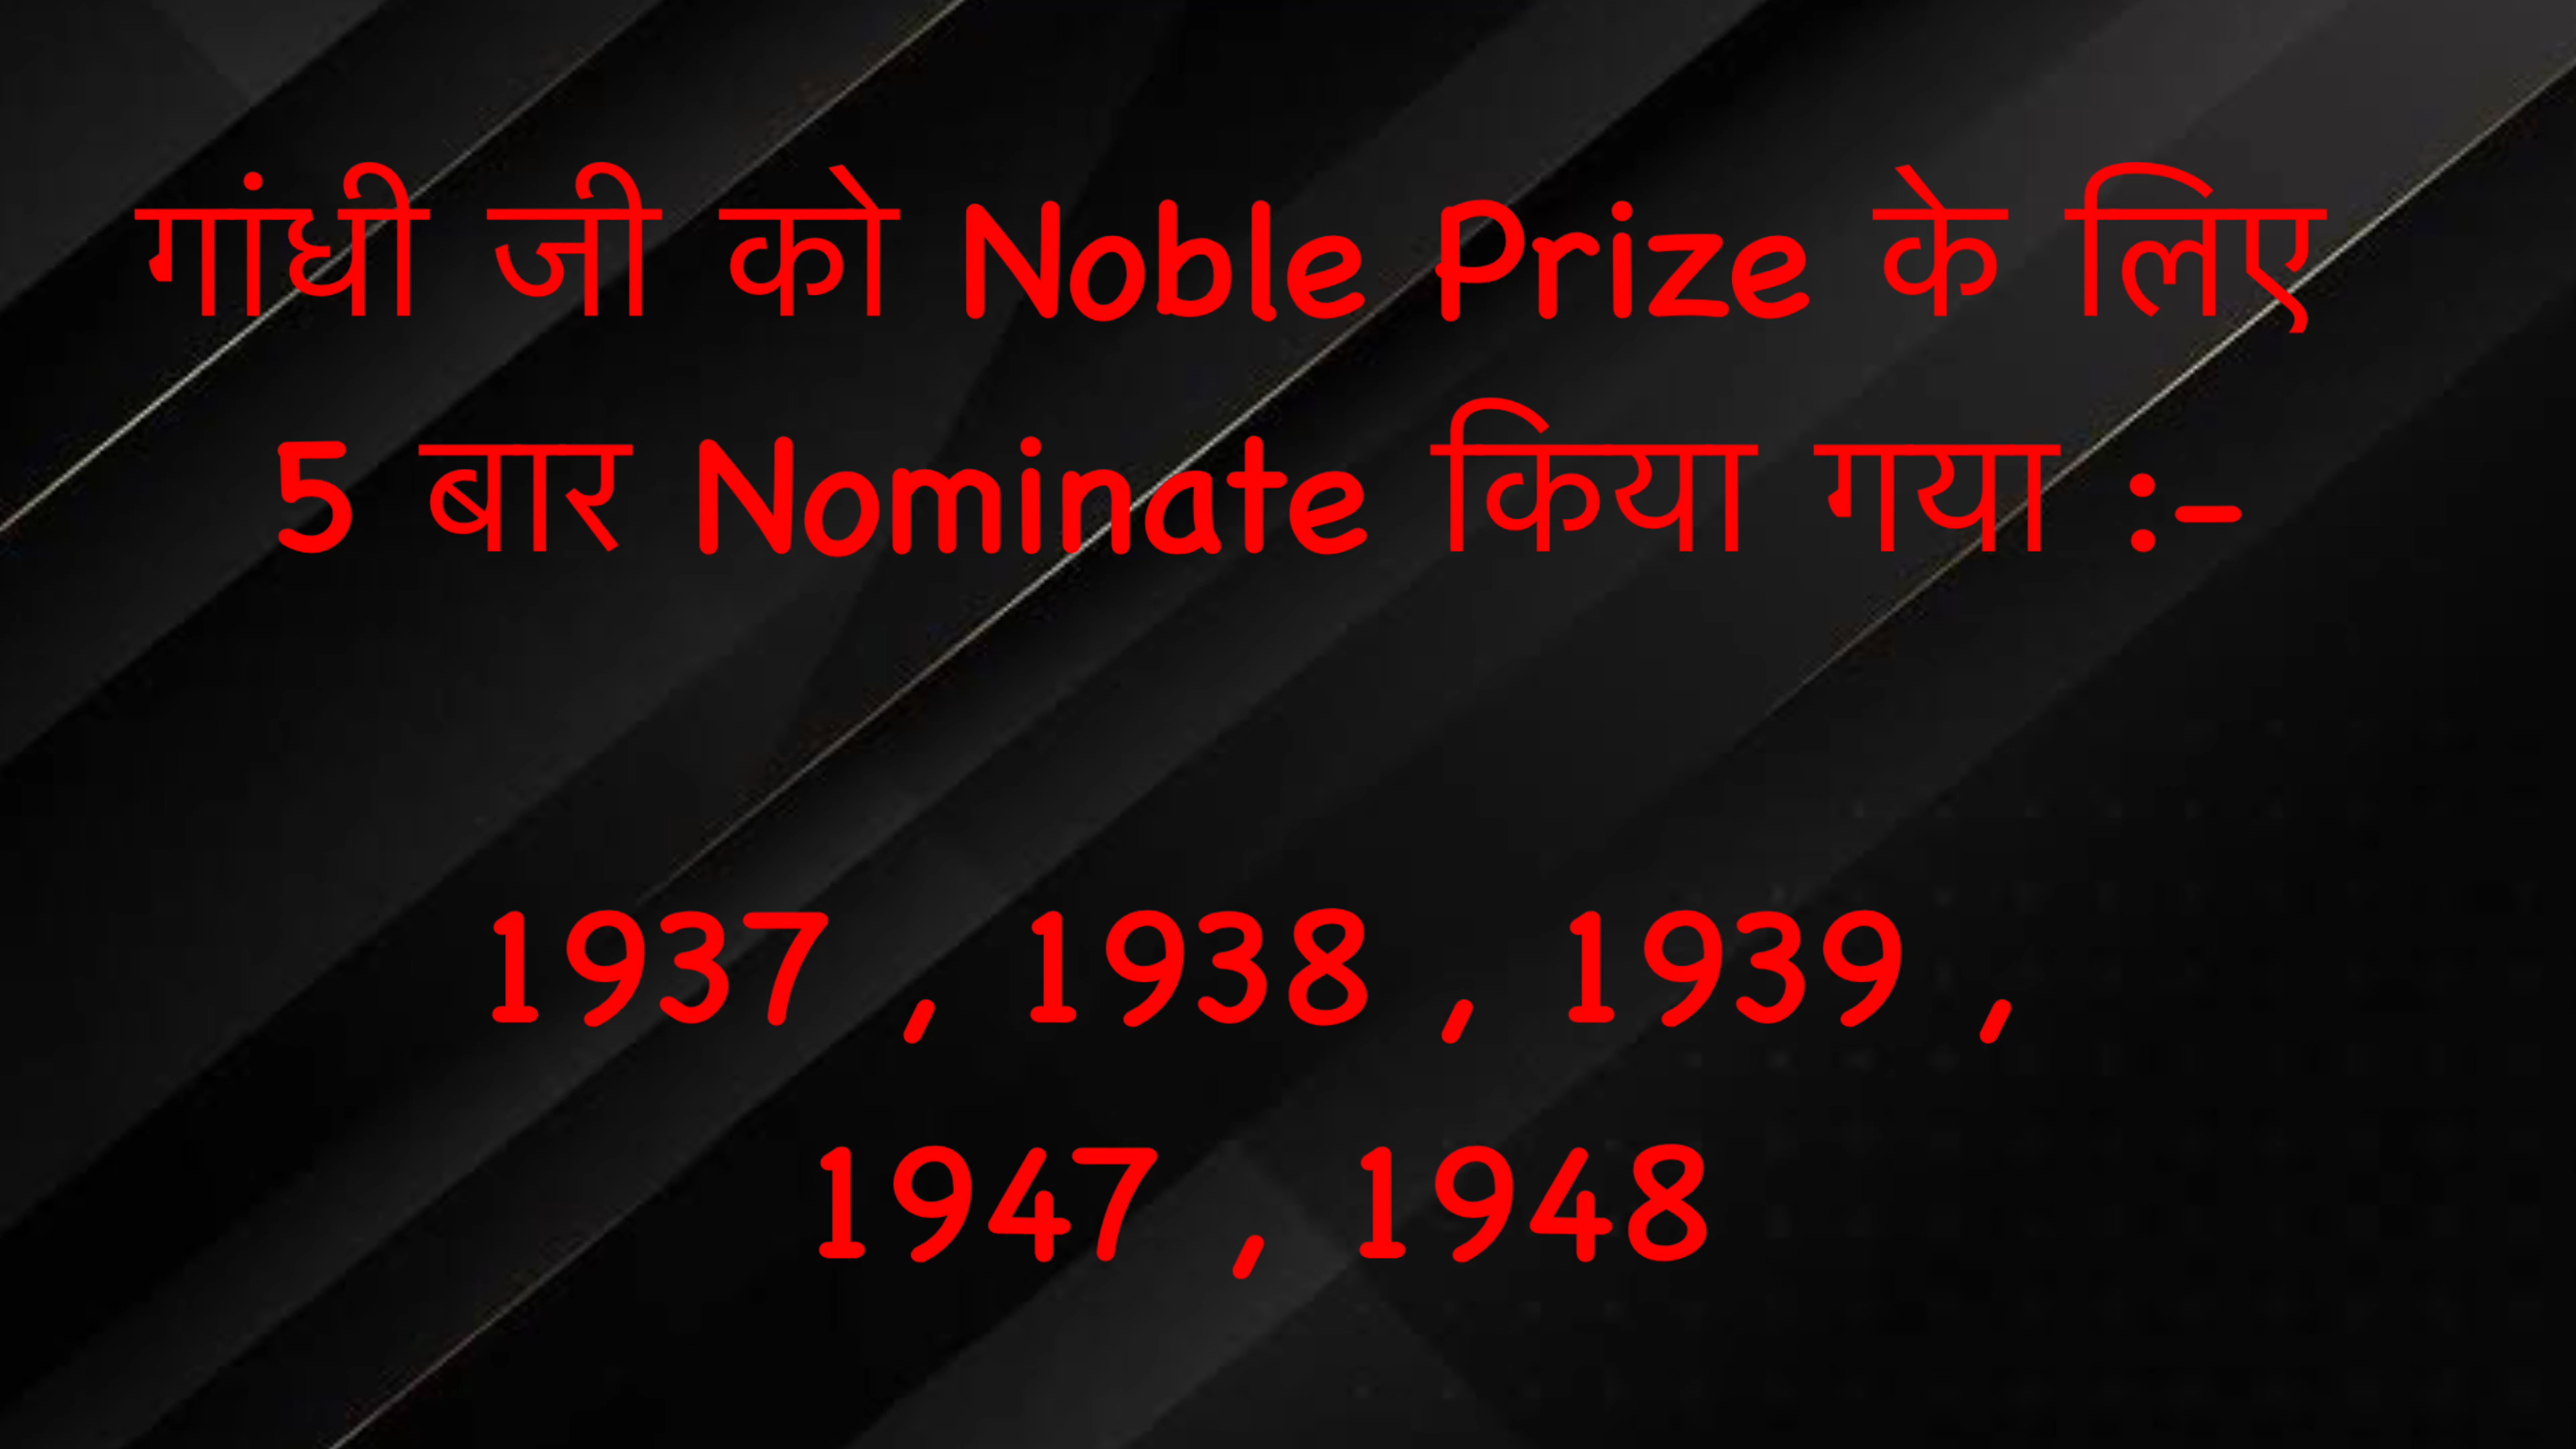 गांधी जी को Noble Prize के लिए
5 बार Nominate किया गया :-
1937 , 1938 , 1939 ,
1947 , 1948